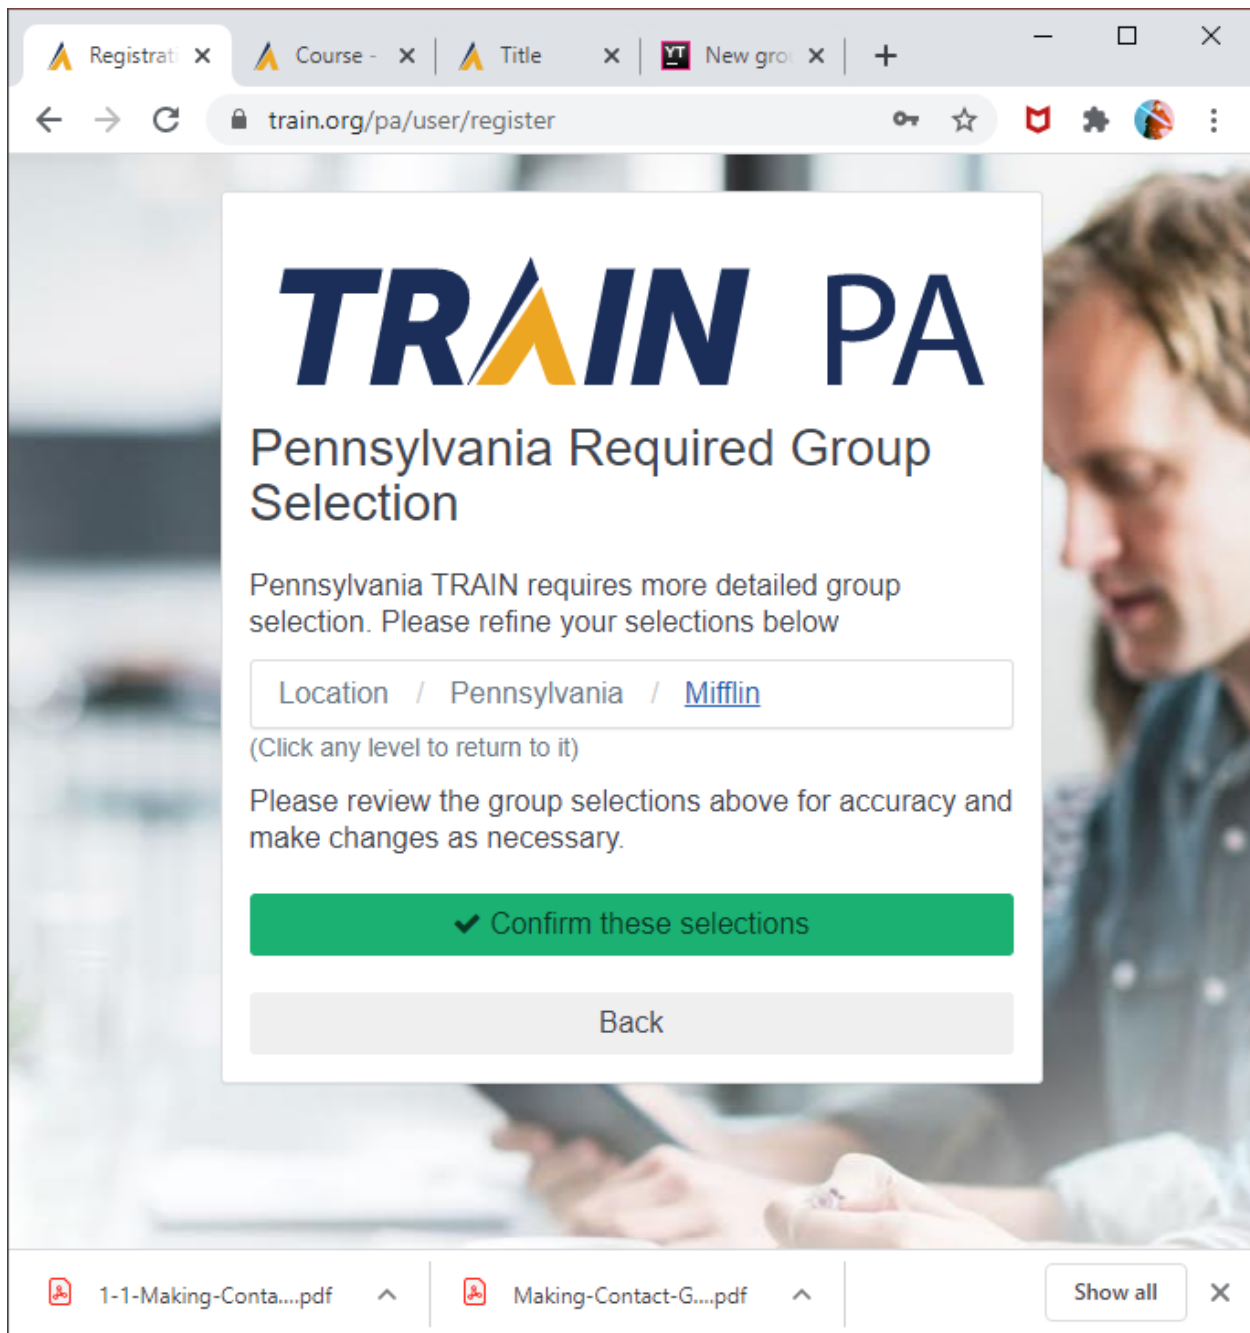 Registrati
Course -
Title
YT
New grou
train.org/pa/user/register
TRAIN PA
Pennsylvania Required Group
Selection
Pennsylvania TRAIN requires more detailed group
selection. Please refine your selections below
Location / Pennsylvania / Mifflin
(Click any level to return to it)
Please review the group selections above for accuracy and
make changes as necessary.
Confirm these selections
Back
1-1-Making-Conta....pdf
Making-Contact-G....pdf
Show all